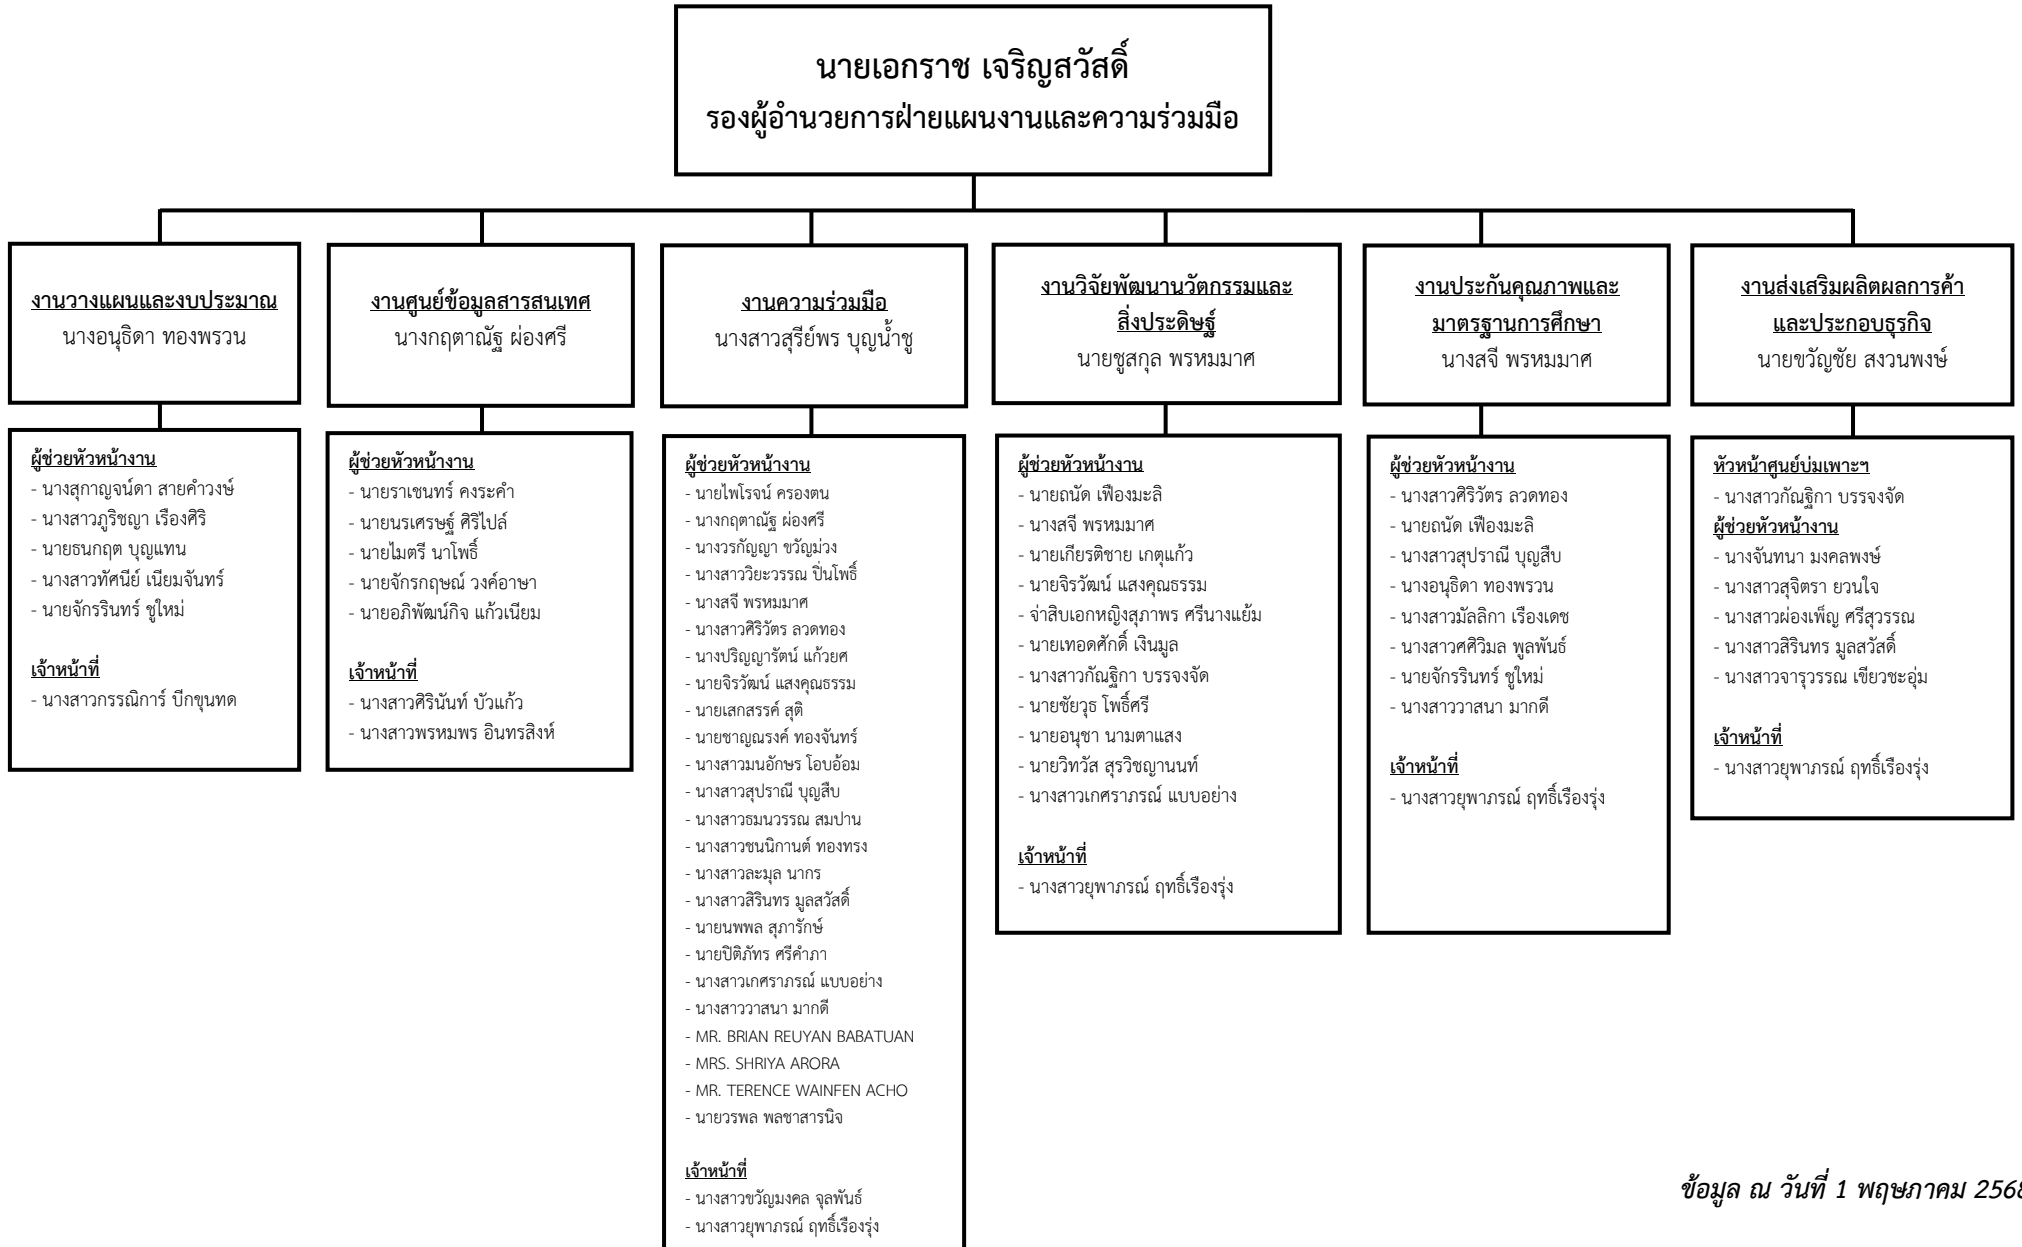 นายเอกราช เจริญสวัสดิ์
รองผู้อำนวยการฝ่ายแผนงานและความร่วมมือ
งานวางแผนและงบประมาณ
นางอนุธิดา ทองพรวน
ผู้ช่วยหัวหน้างาน
- นางสุกาญจน์ดา สายคำวงษ์
- นางสาวภูริชญา เรืองศิริ
- นายธนกฤต บุญแทน
- นางสาวทัศนีย์ เนียมจันทร์
- นายจักรรินทร์ ชูใหม่
เจ้าหน้าที่
- นางสาวกรรณิการ์ บีกขุนทด
งานศูนย์ข้อมูลสารสนเทศ
นางกฤตาณัฐ ผ่องศรี
ผู้ช่วยหัวหน้างาน
- นายราเชนทร์ คงระคำ
- นายนรเศรษฐ์ ศิริไปล์
- นายไมตรี นาโพธิ์
- นายจักรกฤษณ์ วงค์อาษา
- นายอภิพัฒน์กิจ แก้วเนียม
เจ้าหน้าที่
- นางสาวศิรินันท์ บัวแก้ว
- นางสาวพรหมพร อินทรสิงห์
งานความร่วมมือ
นางสาวสุรีย์พร บุญน้ำชู
ผู้ช่วยหัวหน้างาน
- นายไพโรจน์ ครองตน
- นางกฤตาณัฐ ผ่องศรี
- นางวรกัญญา ขวัญม่วง
- นางสาววิยะวรรณ ปิ่นโพธิ์
- นางสจี พรหมมาศ
- นางสาวศิริวัตร ลวดทอง
- นางปริญญารัตน์ แก้วยศ
- นายจิรวัฒน์ แสงคุณธรรม
- นายเสกสรรค์ สุติ
- นายชาญณรงค์ ทองจันทร์
- นางสาวมนอักษร โอบอ้อม
- นางสาวสุปราณี บุญสืบ
- นางสาวธมนวรรณ สมปาน
- นางสาวชนนิกานต์ ทองทรง
- นางสาวละมุล นากร
- นางสาวสิรินทร มูลสวัสดิ์
- นายนพพล สุภารักษ์
- นายปิติภัทร ศรีคำภา
- นางสาวเกศราภรณ์ แบบอย่าง
- นางสาววาสนา มากดี
- MR. BRIAN REUYAN BABATUAN
- MRS. SHRIYA ARORA
- MR. TERENCE WAINFEN ACHO
- นายวรพล พลชาสารนิจ
เจ้าหน้าที่
- นางสาวขวัญมงคล จุลพันธ์
- นางสาวยุพาภรณ์ ฤทธิ์เรืองรุ่ง
งานวิจัยพัฒนานวัตกรรมและ
สิ่งประดิษฐ์
นายชูสกุล พรหมมาศ
ผู้ช่วยหัวหน้างาน
- นายถนัด เฟื่องมะลิ
- นางสจี พรหมมาศ
- นายเกียรติชาย เกตุแก้ว
- นายจิรวัฒน์ แสงคุณธรรม
- จ่าสิบเอกหญิงสุภาพร ศรีนางแย้ม
- นายเทอดศักดิ์ เงินมูล
- นางสาวกัณฐิกา บรรจงจัด
- นายชัยวุธ โพธิ์ศรี
- นายอนุชา นามตาแสง
- นายวิทวัส สุรวิชญานนท์
- นางสาวเกศราภรณ์ แบบอย่าง
เจ้าหน้าที่
- นางสาวยุพาภรณ์ ฤทธิ์เรืองรุ่ง
งานประกันคุณภาพและ
มาตรฐานการศึกษา
นางสจี พรหมมาศ
ผู้ช่วยหัวหน้างาน
- นางสาวศิริวัตร ลวดทอง
- นายถนัด เฟื่องมะลิ
- นางสาวสุปราณี บุญสืบ
- นางอนุธิดา ทองพรวน
- นางสาวมัลลิกา เรืองเดช
- นางสาวศศิวิมล พูลพันธ์
- นายจักรรินทร์ ชูใหม่
- นางสาววาสนา มากดี
เจ้าหน้าที่
- นางสาวยุพาภรณ์ ฤทธิ์เรืองรุ่ง
งานส่งเสริมผลิตผลการค้า
และประกอบธุรกิจ
นายขวัญชัย สงวนพงษ์
หัวหน้าศูนย์บ่มเพาะฯ
- นางสาวกัณฐิกา บรรจงจัด
ผู้ช่วยหัวหน้างาน
- นางจันทนา มงคลพงษ์
- นางสาวสุจิตรา ยวนใจ
- นางสาวผ่องเพ็ญ ศรีสุวรรณ
- นางสาวสิรินทร มูลสวัสดิ์
- นางสาวจารุวรรณ เขียวชะอุ่ม
เจ้าหน้าที่
- นางสาวยุพาภรณ์ ฤทธิ์เรืองรุ่ง
ข้อมูล ณ วันที่ 1 พฤษภาคม 2568